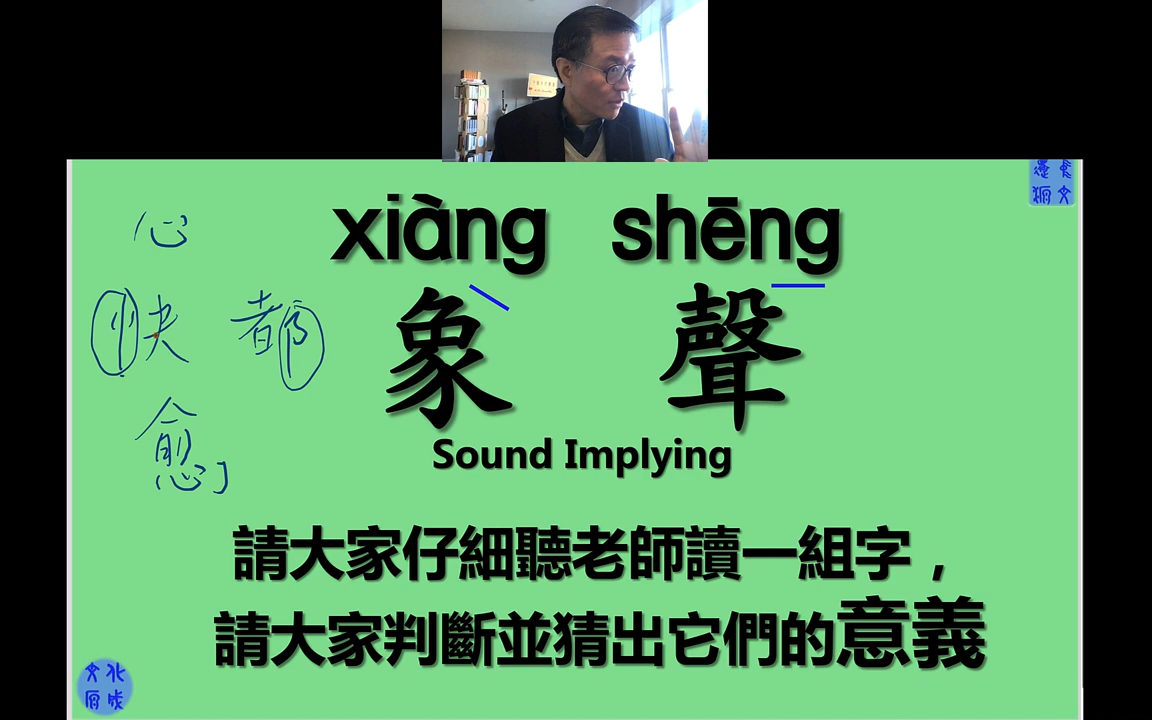 xiàng shēng
象 聲
Sound Implying
心
快 都
愈
請大家仔細聽老師讀一組字，
請大家判斷並猜出它們的意義